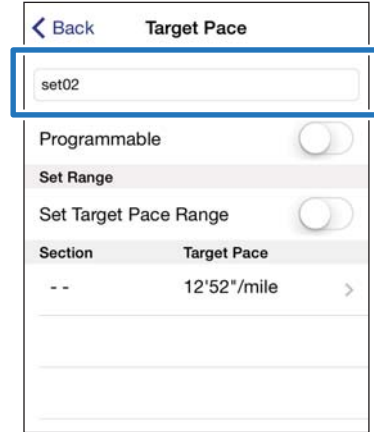 Back Target Pace
set02
Programmable
Set Range
Set Target Pace Range
Section Target Pace
-- 12'52"/mile